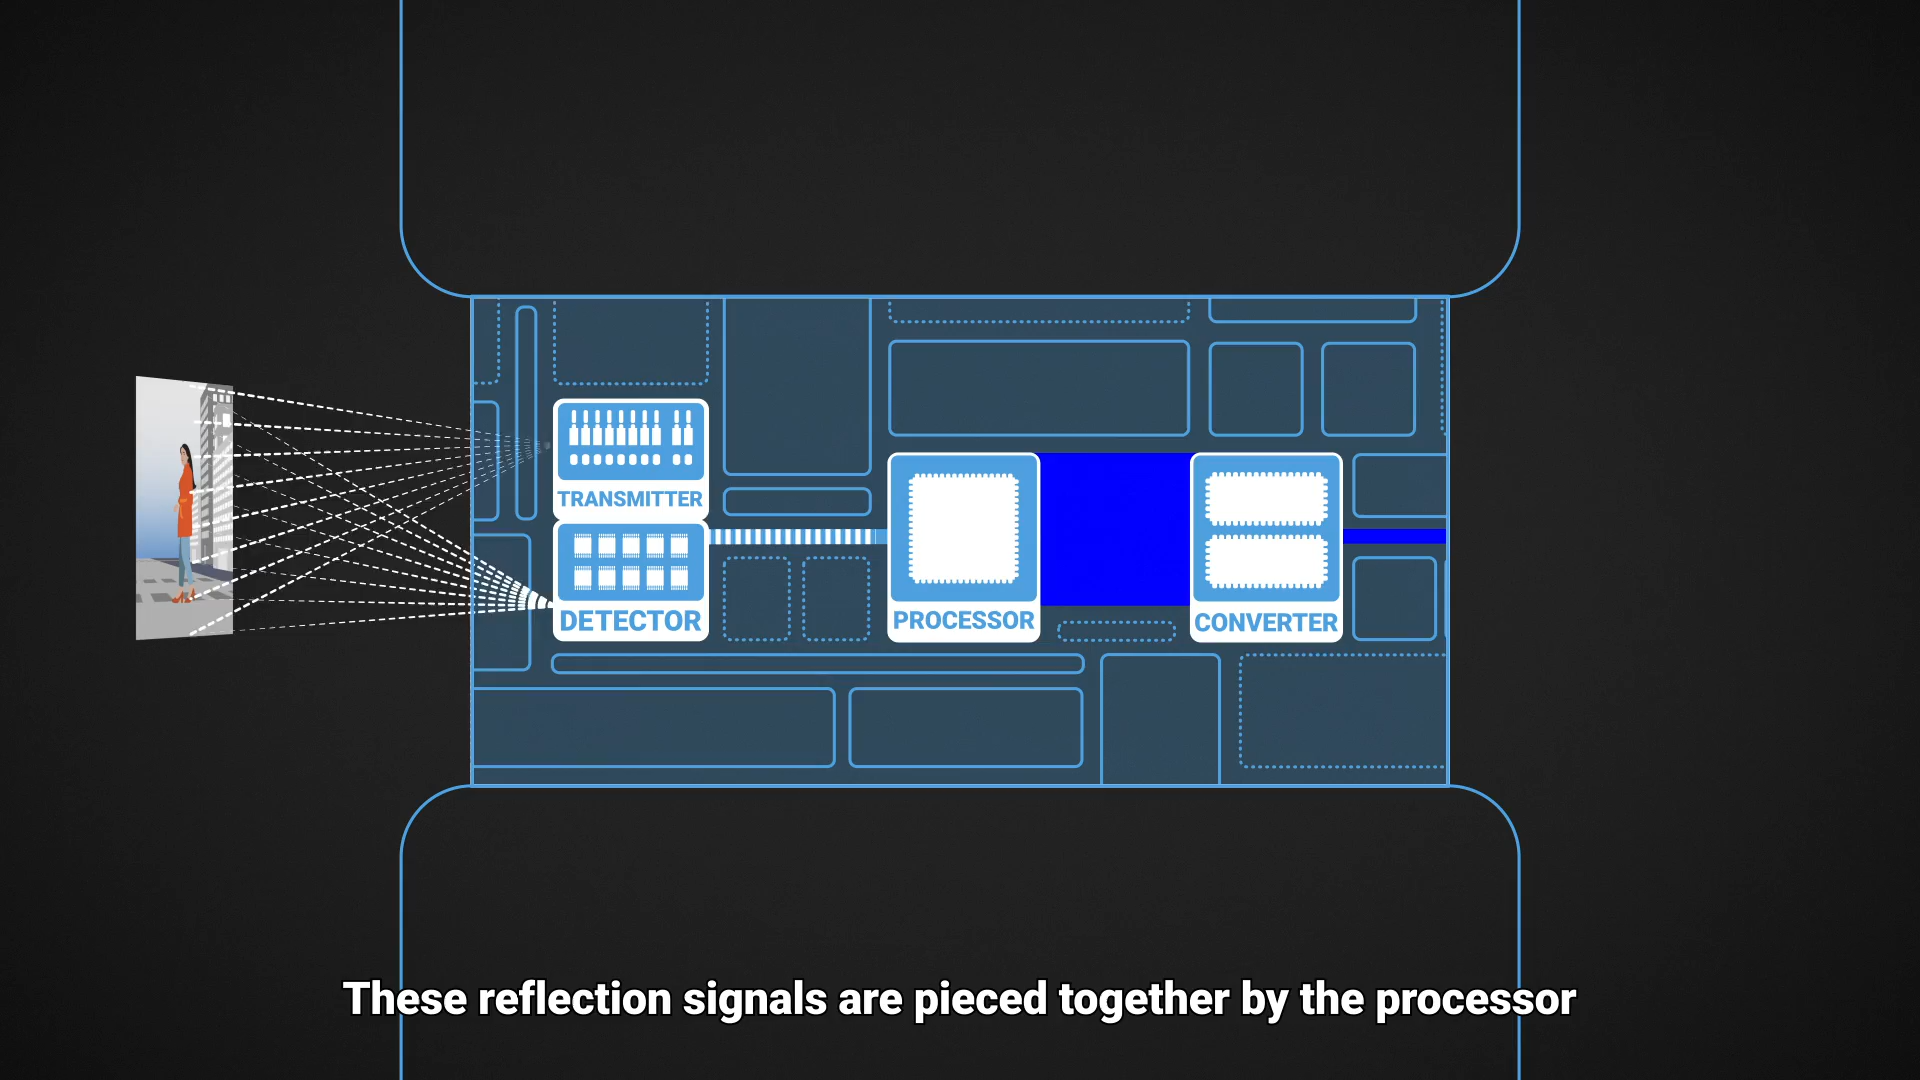 TRANSMITTER
DETECTOR
PROCESSOR
CONVERTER
These reflection signals are pieced together by the processor